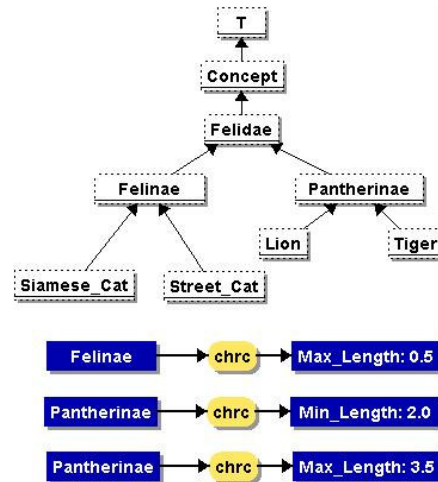 T
Concept
Felidae
Felinae Pantherinae
Lion Tiger
Siamese_Cat Street_Cat
Felinae chrc Max_Length: 0.5
Pantherinae chrc Min_Length: 2.0
Pantherinae chrc Max_Length: 3.5